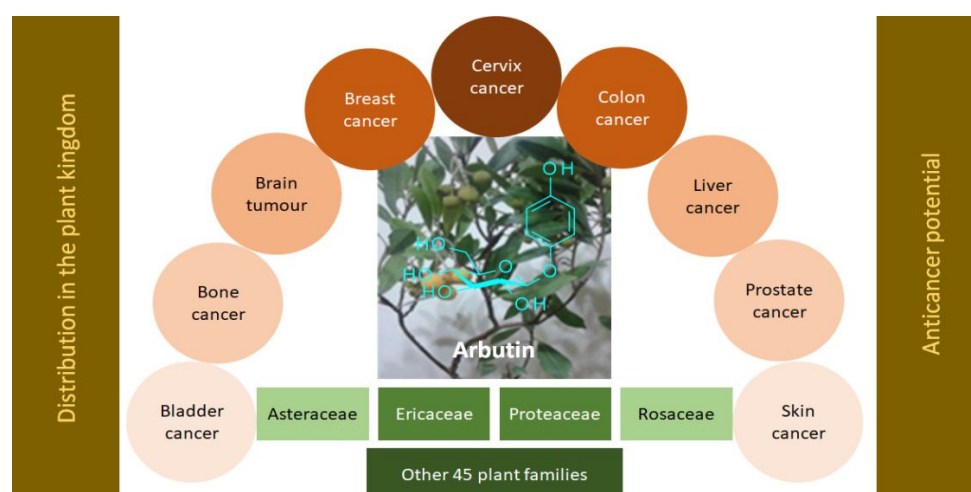 Distribution in the plant kingdom
Cervix
cancer
Breast
cancer
Colon
cancer
Brain
tumour
Liver
cancer
Bone
cancer
Prostate
cancer
Bladder
cancer
Skin
cancer
OH
HO
HO
HO
O
O
OH
Arbutin
Asteraceae
Ericaceae
Proteaceae
Rosaceae
Other 45 plant families
Anticancer potential